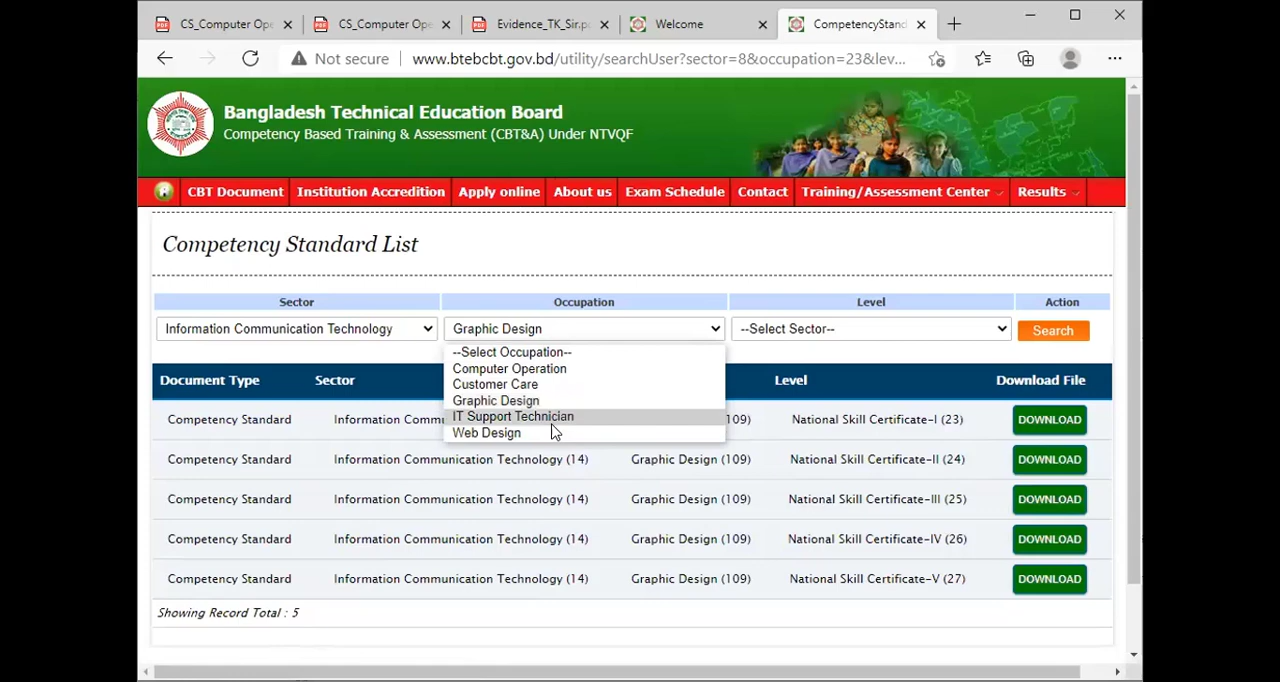 CS_Computer Ope
CS_Computer Ope
Evidence_TK_Sir.p
Welcome
CompetencyStand
Not secure
www.btebcbt.gov.bd/utility/searchUser?sector=8&occupation=23&lev...
Bangladesh Technical Education Board
Competency Based Training & Assessment (CBT&A) Under NTVQF
CBT Document Institution Accredition Apply online About us Exam Schedule Contact Training/Assessment Center Results
Competency Standard List
Sector Occupation Level Action
Information Communication Technology Graphic Design --Select Sector-- Search
--Select Occupation--
Computer Operation
Customer Care
Graphic Design
IT Support Technician
Web Design
Document Type Sector Level Download File
Competency Standard Information Commu 109) National Skill Certificate-I (23) DOWNLOAD
Competency Standard Information Communication Technology (14) Graphic Design (109) National Skill Certificate-II (24) DOWNLOAD
Competency Standard Information Communication Technology (14) Graphic Design (109) National Skill Certificate-III (25) DOWNLOAD
Competency Standard Information Communication Technology (14) Graphic Design (109) National Skill Certificate-IV (26) DOWNLOAD
Competency Standard Information Communication Technology (14) Graphic Design (109) National Skill Certificate-V (27) DOWNLOAD
Showing Record Total : 5